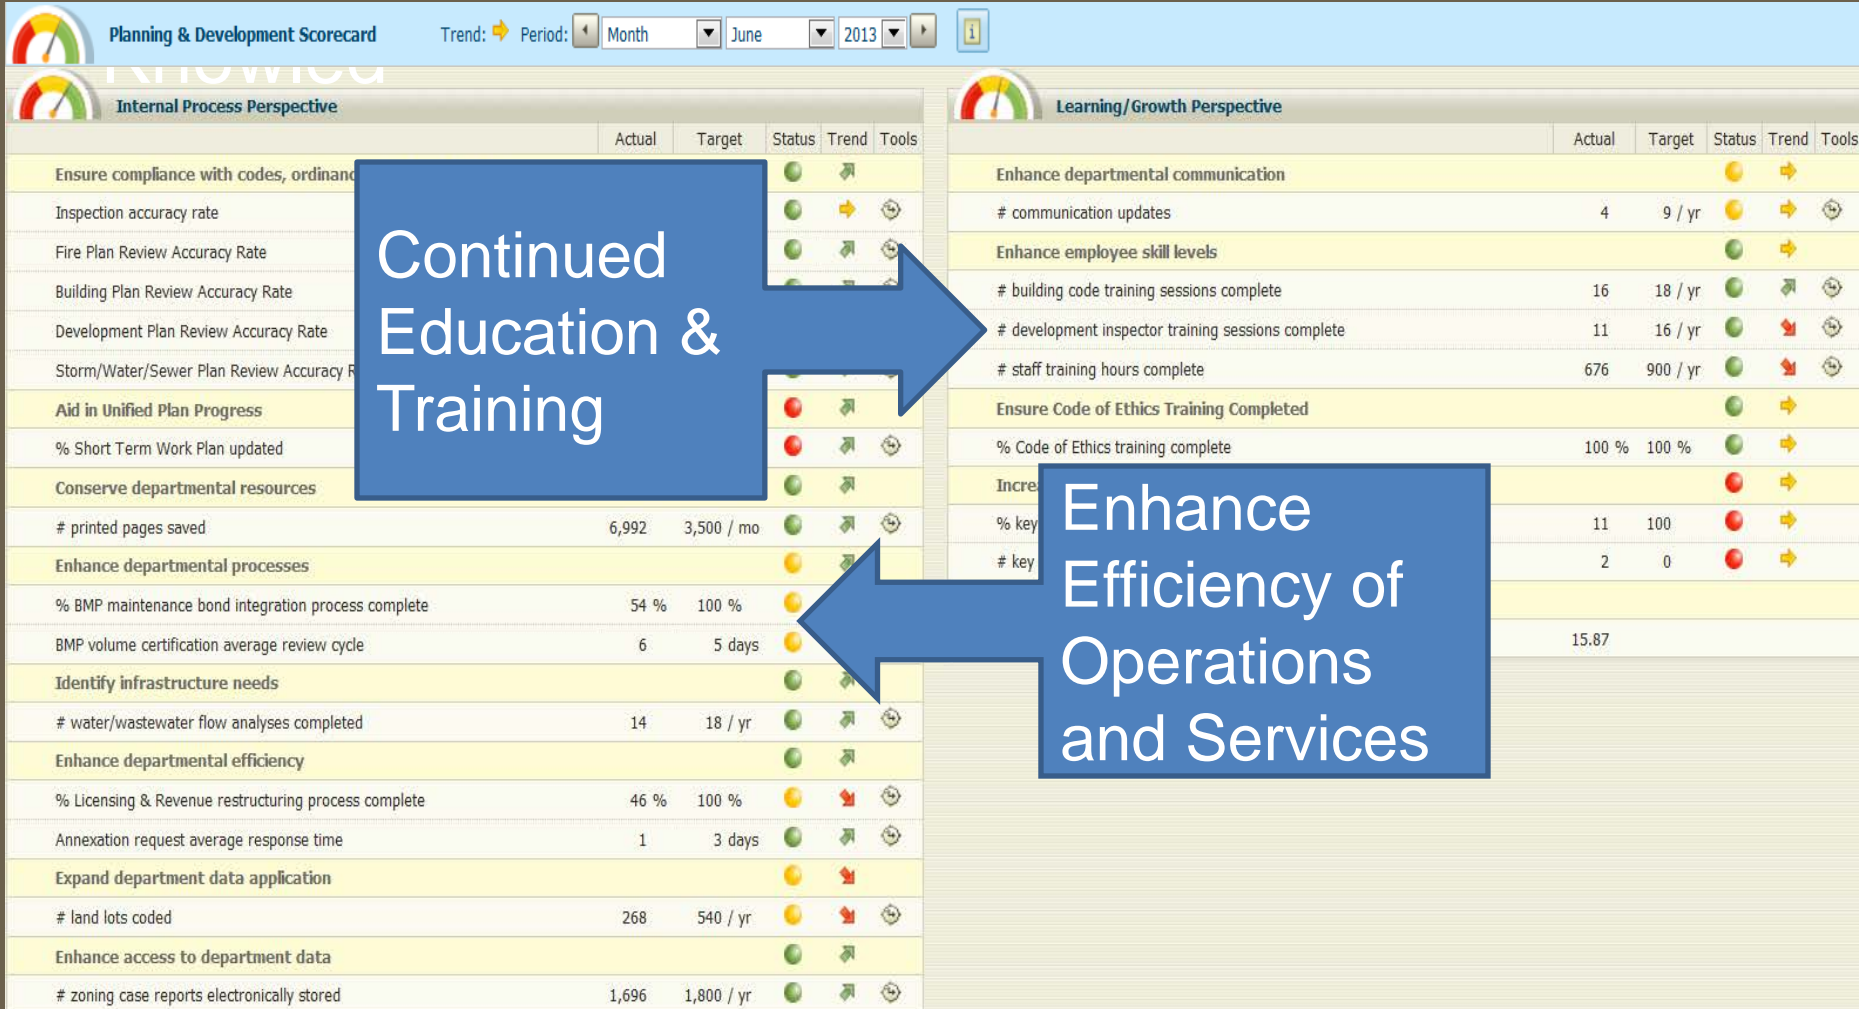 Planning & Development Scorecard Trend: Period: Month June 2013
Internal Process Perspective
Actual Target Status Trend Tools
Ensure compliance with codes,
Inspection accuracy rate
Fire Plan Review Accuracy Rate
Building Plan Review Accuracy Rate
Development Plan Review Accuracy Rate
Storm/Water/Sewer Plan Review Accuracy
Aid in Unified Plan Progress
% Short Term Work Plan updated
Conserve departmental resources
# printed pages saved 6,992 3,500 / mo
Enhance departmental processes
% BMP maintenance bond integration process complete 54 % 100 %
BMP volume certification average review cycle 6 5 days
Identify infrastructure needs
# water/wastewater flow analyses completed 14 18 / yr
Enhance departmental efficiency
% Licensing & Revenue restructuring process complete 46 % 100 %
Annexation request average response time 1 3 days
Expand department data application
# land lots coded 268 540 / yr
Enhance access to department data
# zoning case reports electronically stored 1,696 1,800 / yr
Continued
Education &
Training
Learning/Growth Perspective
Actual Target Status Trend Tools
Enhance departmental communication
# communication updates 4 9 / yr
Enhance employee skill levels
# building code training sessions complete 16 18 / yr
# development inspector training sessions complete 11 16 / yr
# staff training hours complete 676 900 / yr
Ensure Code of Ethics Training Completed
% Code of Ethics training complete 100 % 100 %
% key 11 100
# key 2 0
15.87
Enhance
Efficiency of
Operations
and Services